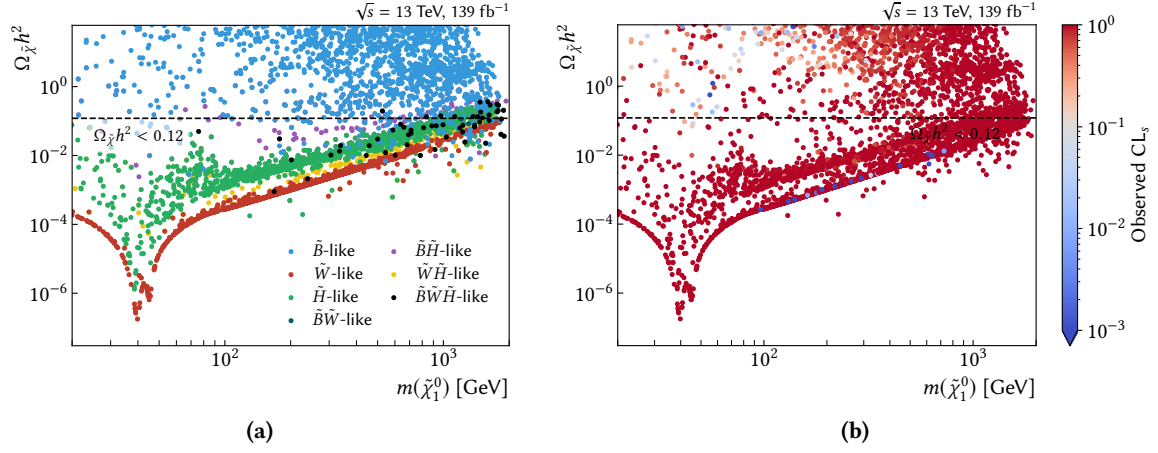 √s = 13 TeV, 139 fb⁻¹
Ω_χ̃ h²
10⁰
10⁻²
10⁻⁴
10⁻⁶
Ω_χ̃ h² < 0.12
B̃-like
W̃-like
H̃-like
B̃W̃-like
B̃H̃-like
W̃H̃-like
B̃W̃H̃-like
10² 10³
m(χ̃₁⁰) [GeV]
(a)
√s = 13 TeV, 139 fb⁻¹
Ω_χ̃ h²
10⁰
10⁻²
10⁻⁴
10⁻⁶
Ω_χ̃ h² < 0.12
10² 10³
m(χ̃₁⁰) [GeV]
10⁰
10⁻¹
10⁻²
10⁻³
Observed CLₛ
(b)